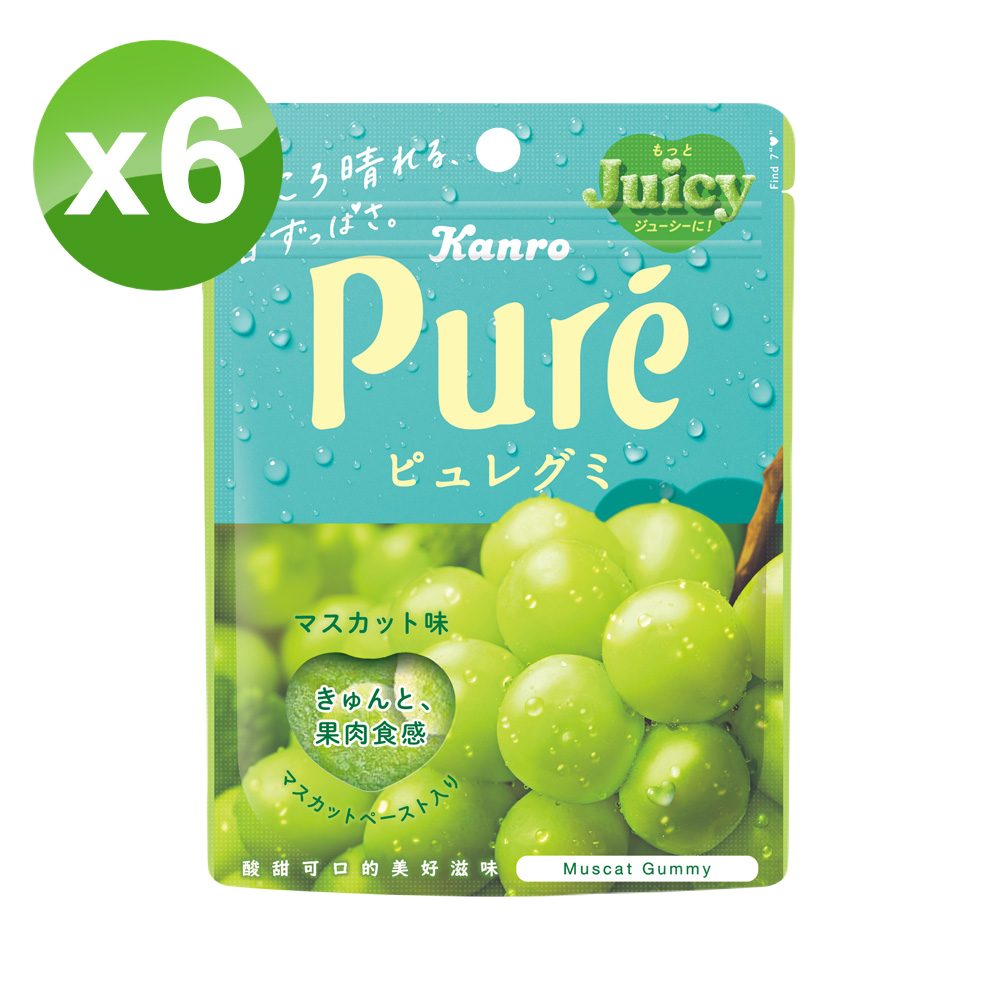 x6
ころ晴れる、
ずっぱさ。
もっと
Juicy
ジューシーに!
Find 7"♥"
Kanro
Puré
ピュレグミ
マスカット味
きゅんと、
果肉食感
マスカットペースト入り
酸甜可口的美好滋味
Muscat Gummy